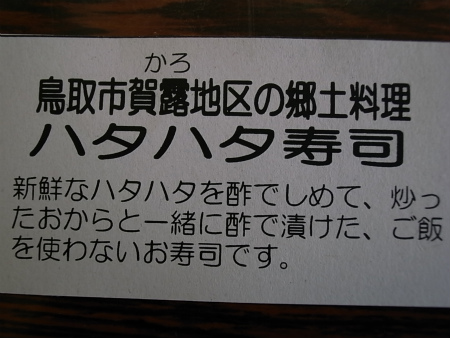 かろ
鳥取市賀露地区の郷土料理
ハタハタ寿司
新鮮なハタハタを酢でしめて、炒っ
たおからと一緒に酢で漬けた、ご飯
を使わないお寿司です。